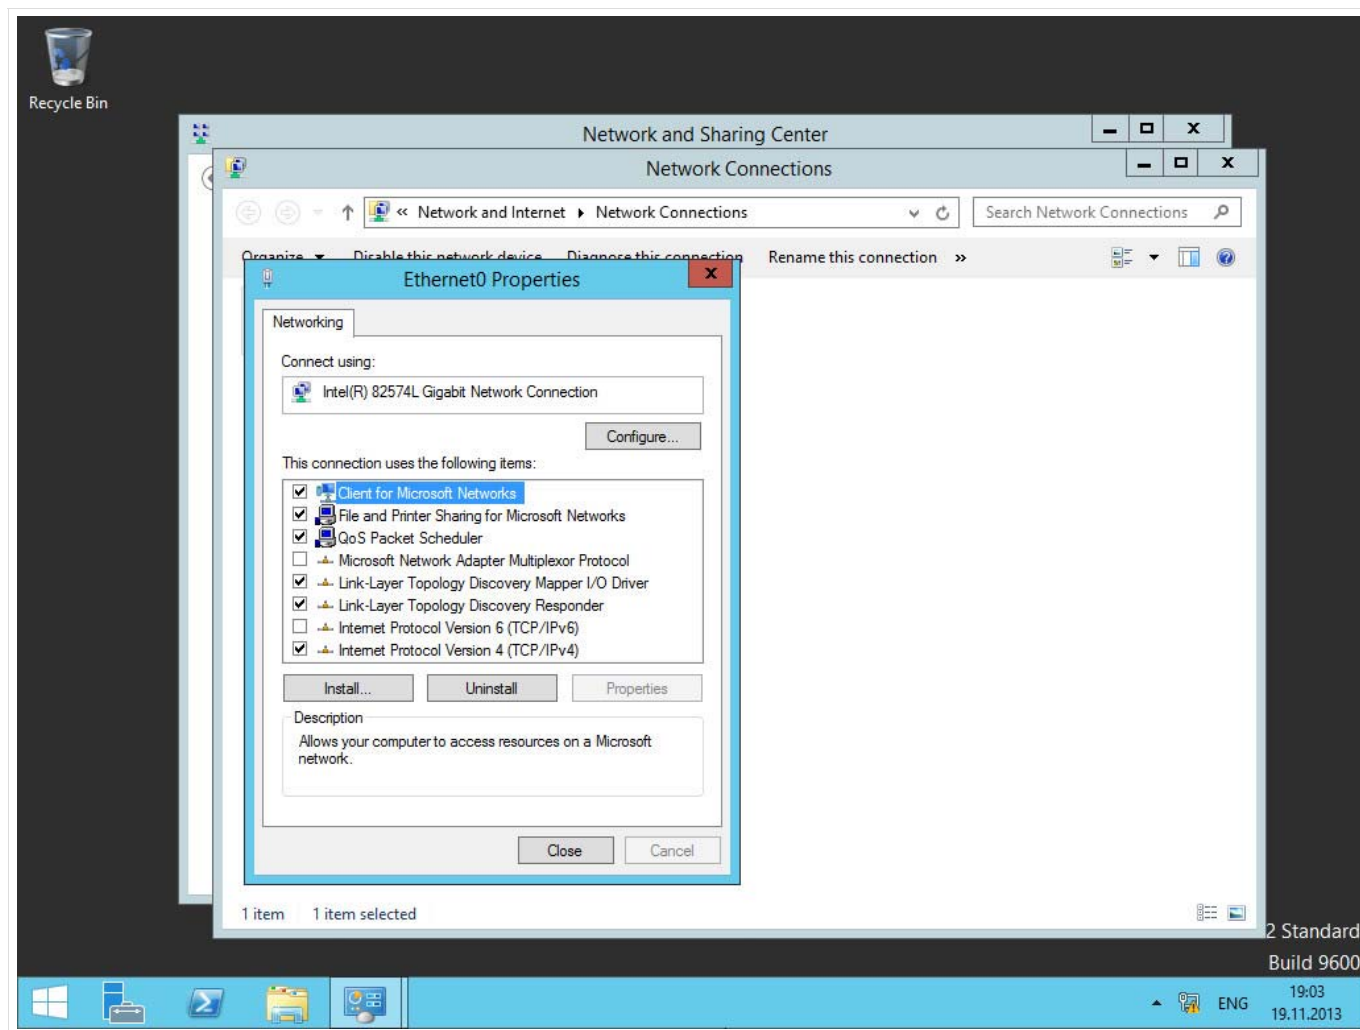 Recycle Bin
Network and Sharing Center
Network Connections
« Network and Internet Network Connections
Search Network Connections
Organize Disable this network device Diagnose this connection Rename this connection »
Ethernet0 Properties
Networking
Connect using:
Intel(R) 82574L Gigabit Network Connection
Configure...
This connection uses the following items:
Client for Microsoft Networks
File and Printer Sharing for Microsoft Networks
QoS Packet Scheduler
Microsoft Network Adapter Multiplexor Protocol
Link-Layer Topology Discovery Mapper I/O Driver
Link-Layer Topology Discovery Responder
Internet Protocol Version 6 (TCP/IPv6)
Internet Protocol Version 4 (TCP/IPv4)
Install... Uninstall Properties
Description
Allows your computer to access resources on a Microsoft
network.
Close Cancel
1 item 1 item selected
2 Standard
Build 9600
ENG
19:03
19.11.2013